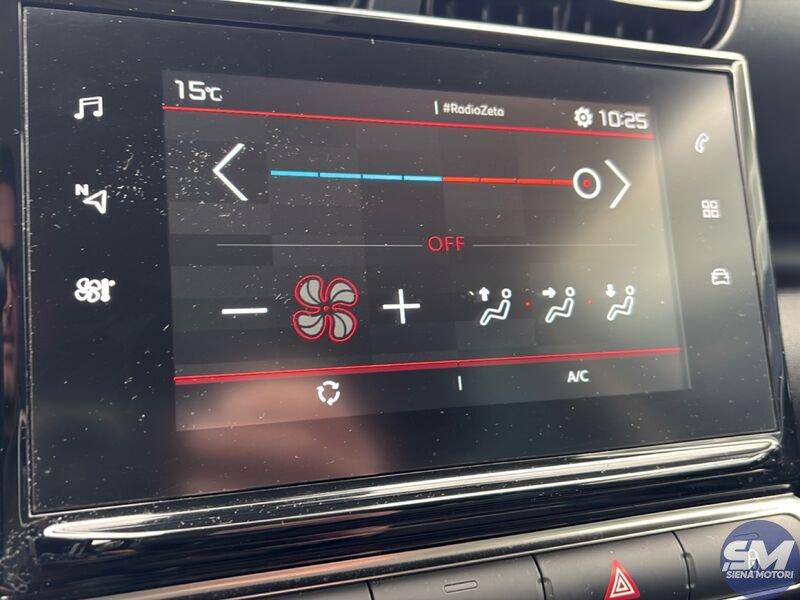 15°C
#RadioZeta
10:25
N
OFF
A/C
SM
SIENA MOTORI